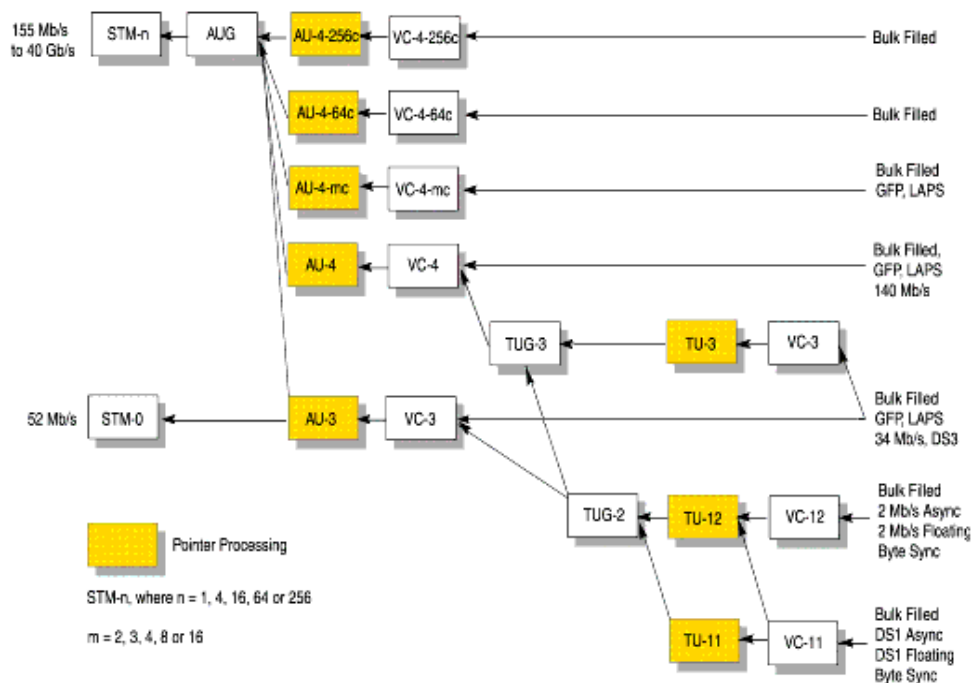 155 Mb/s
to 40 Gb/s
STM-n
AUG
AU-4-256c
VC-4-256c
Bulk Filled
AU-4-64c
VC-4-64c
Bulk Filled
AU-4-mc
VC-4-mc
Bulk Filled
GFP, LAPS
AU-4
VC-4
Bulk Filled,
GFP, LAPS
140 Mb/s
TUG-3
TU-3
VC-3
52 Mb/s
STM-0
AU-3
VC-3
Bulk Filled
GFP, LAPS
34 Mb/s, DS3
TUG-2
TU-12
VC-12
Bulk Filled
2 Mb/s Async
2 Mb/s Floating
Byte Sync
Pointer Processing
STM-n, where n = 1, 4, 16, 64 or 256
m = 2, 3, 4, 8 or 16
TU-11
VC-11
Bulk Filled
DS1 Async
DS1 Floating
Byte Sync